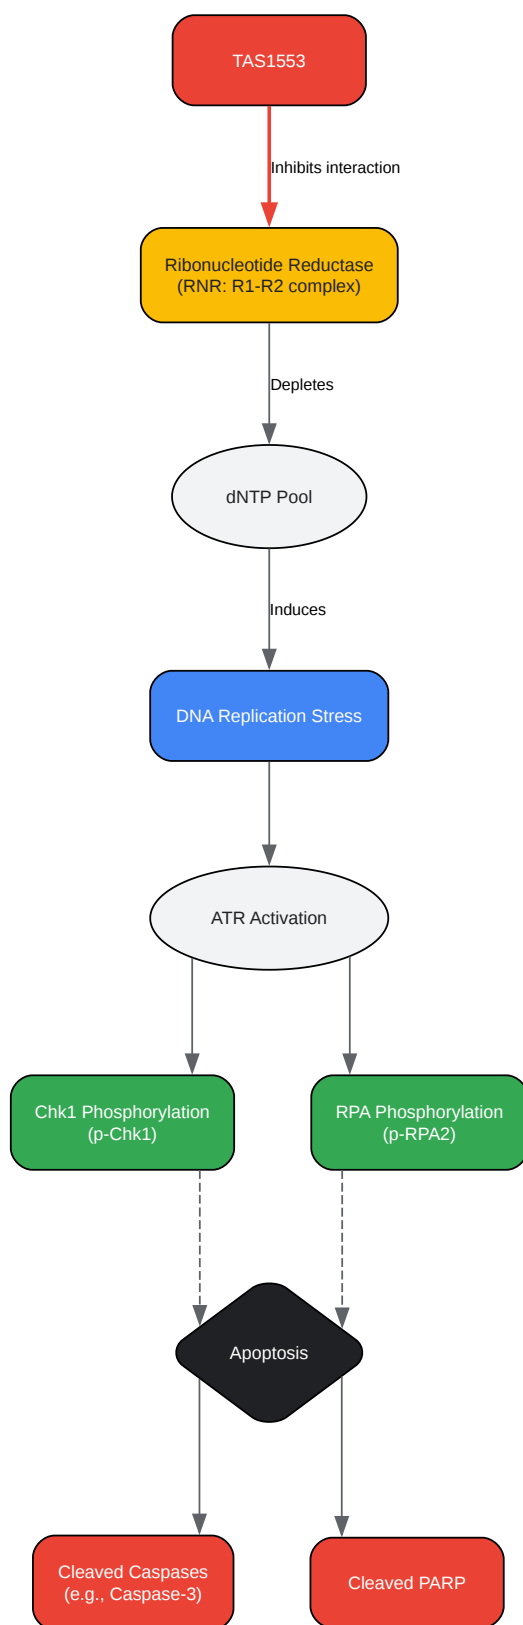 TAS1553
Inhibits interaction
Ribonucleotide Reductase
(RNR: R1-R2 complex)
Depletes
dNTP Pool
Induces
DNA Replication Stress
ATR Activation
Chk1 Phosphorylation
(p-Chk1)
RPA Phosphorylation
(p-RPA2)
Apoptosis
Cleaved Caspases
(e.g., Caspase-3)
Cleaved PARP